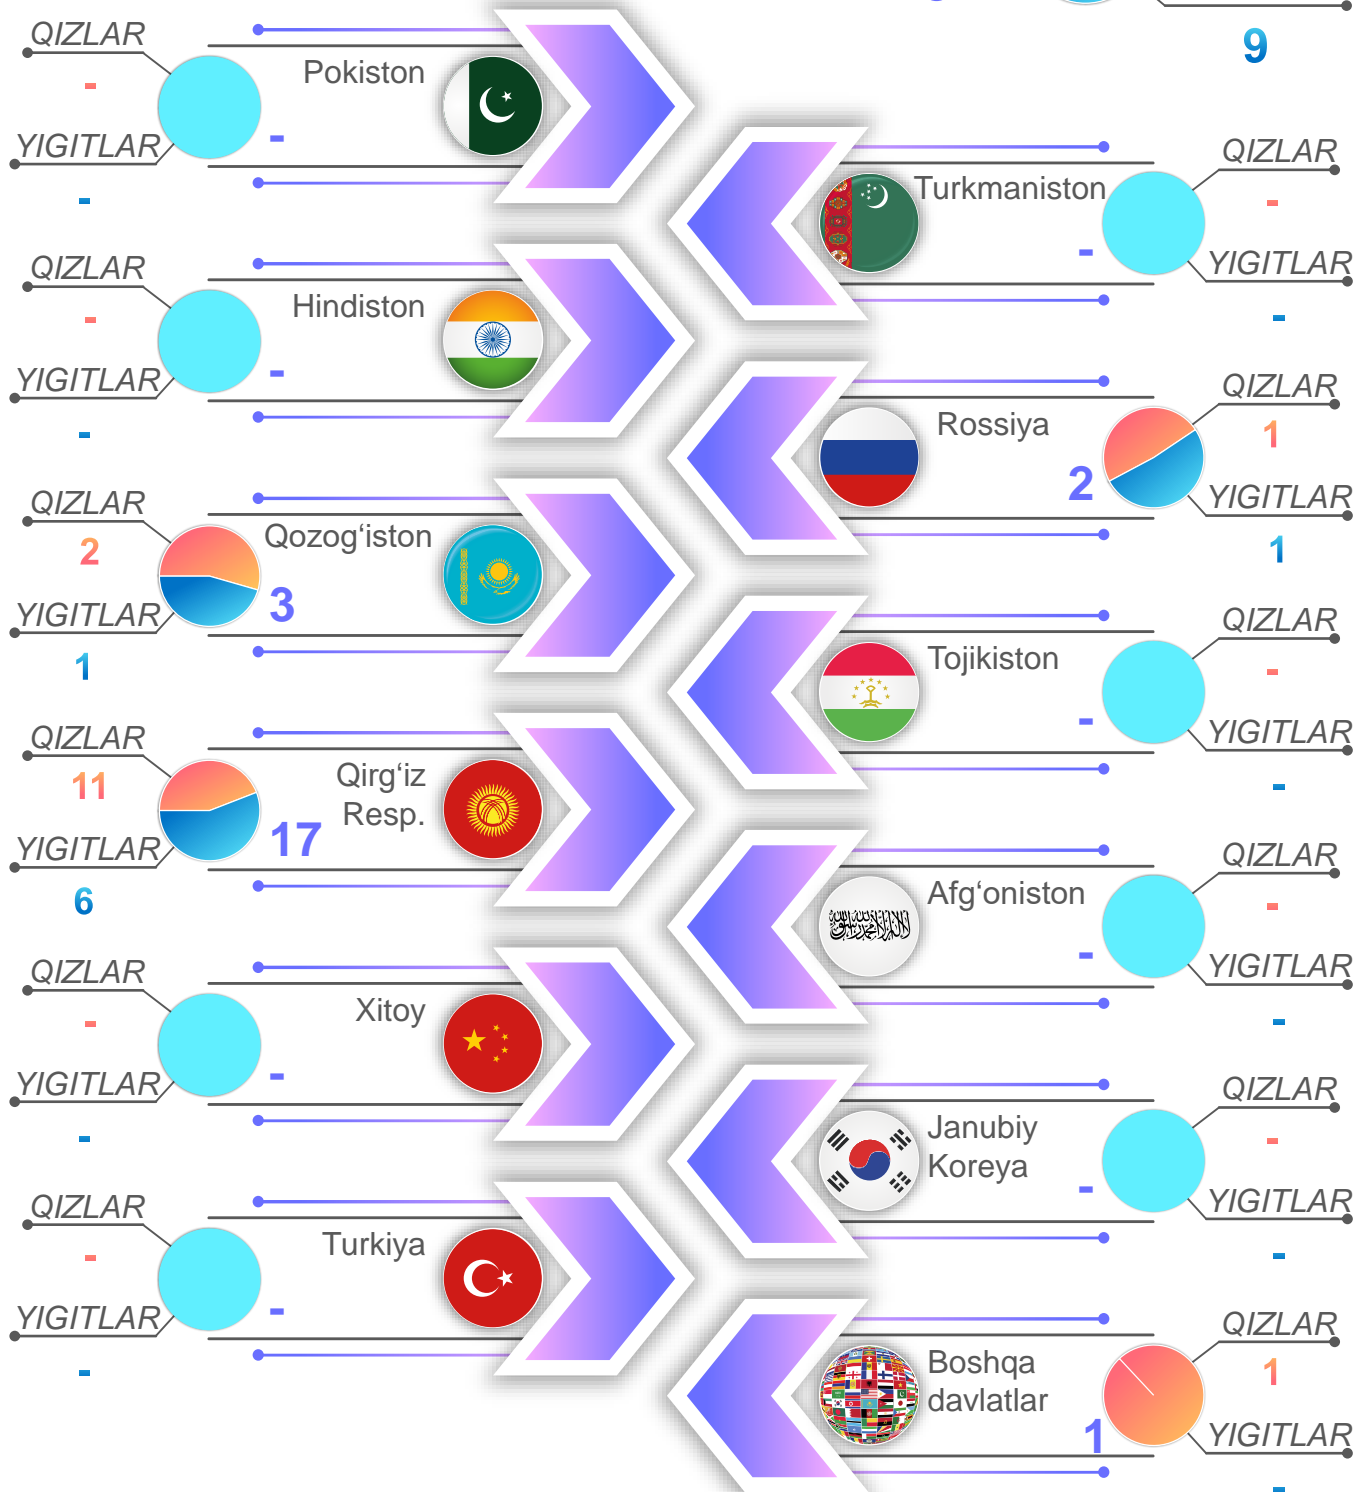 9
QIZLAR
-
YIGITLAR
-
-
Pokiston
Turkmaniston
-
QIZLAR
-
YIGITLAR
-
QIZLAR
-
YIGITLAR
-
-
Hindiston
Rossiya
2
QIZLAR
1
YIGITLAR
1
QIZLAR
2
YIGITLAR
1
3
Qozog‘iston
Tojikiston
-
QIZLAR
-
YIGITLAR
-
QIZLAR
11
YIGITLAR
6
17
Qirg‘iz
Resp.
Afg‘oniston
-
QIZLAR
-
YIGITLAR
-
QIZLAR
-
YIGITLAR
-
-
Xitoy
Janubiy
Koreya
-
QIZLAR
-
YIGITLAR
-
QIZLAR
-
YIGITLAR
-
-
Turkiya
Boshqa
davlatlar
1
QIZLAR
1
YIGITLAR
-